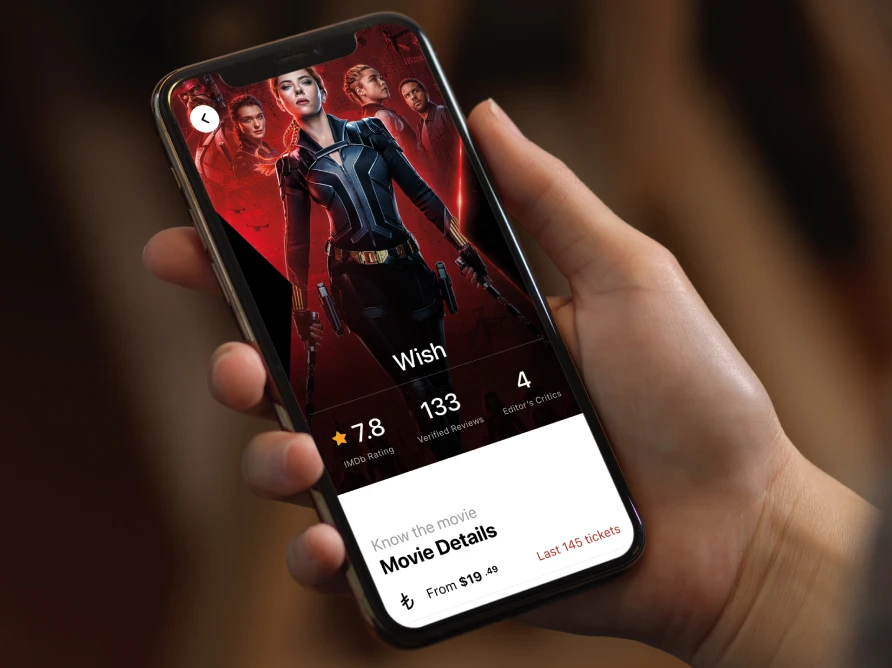 Wish
7.8
IMDb Rating
133
Verified Reviews
4
Editor's Critics
Know the movie
Movie Details
₺ From $19.49
Last 145 tickets